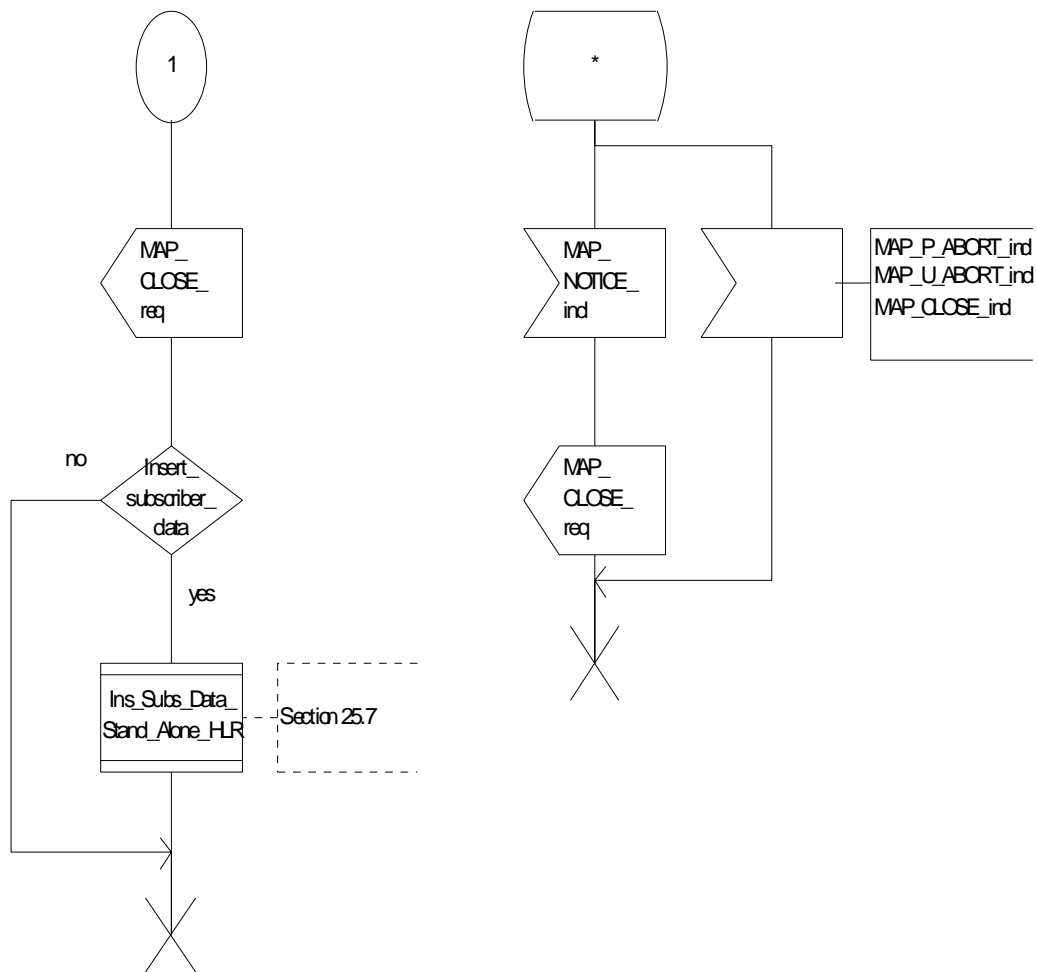 1
MAP_
CLOSE_
req
no
Insert_
subscriber_
data
yes
Ins_Subs_Data_
Stand_Alone_HLR
Section 25.7
*
MAP_
NOTICE_
ind
MAP_P_ABORT_ind
MAP_U_ABORT_ind
MAP_CLOSE_ind
MAP_
CLOSE_
req